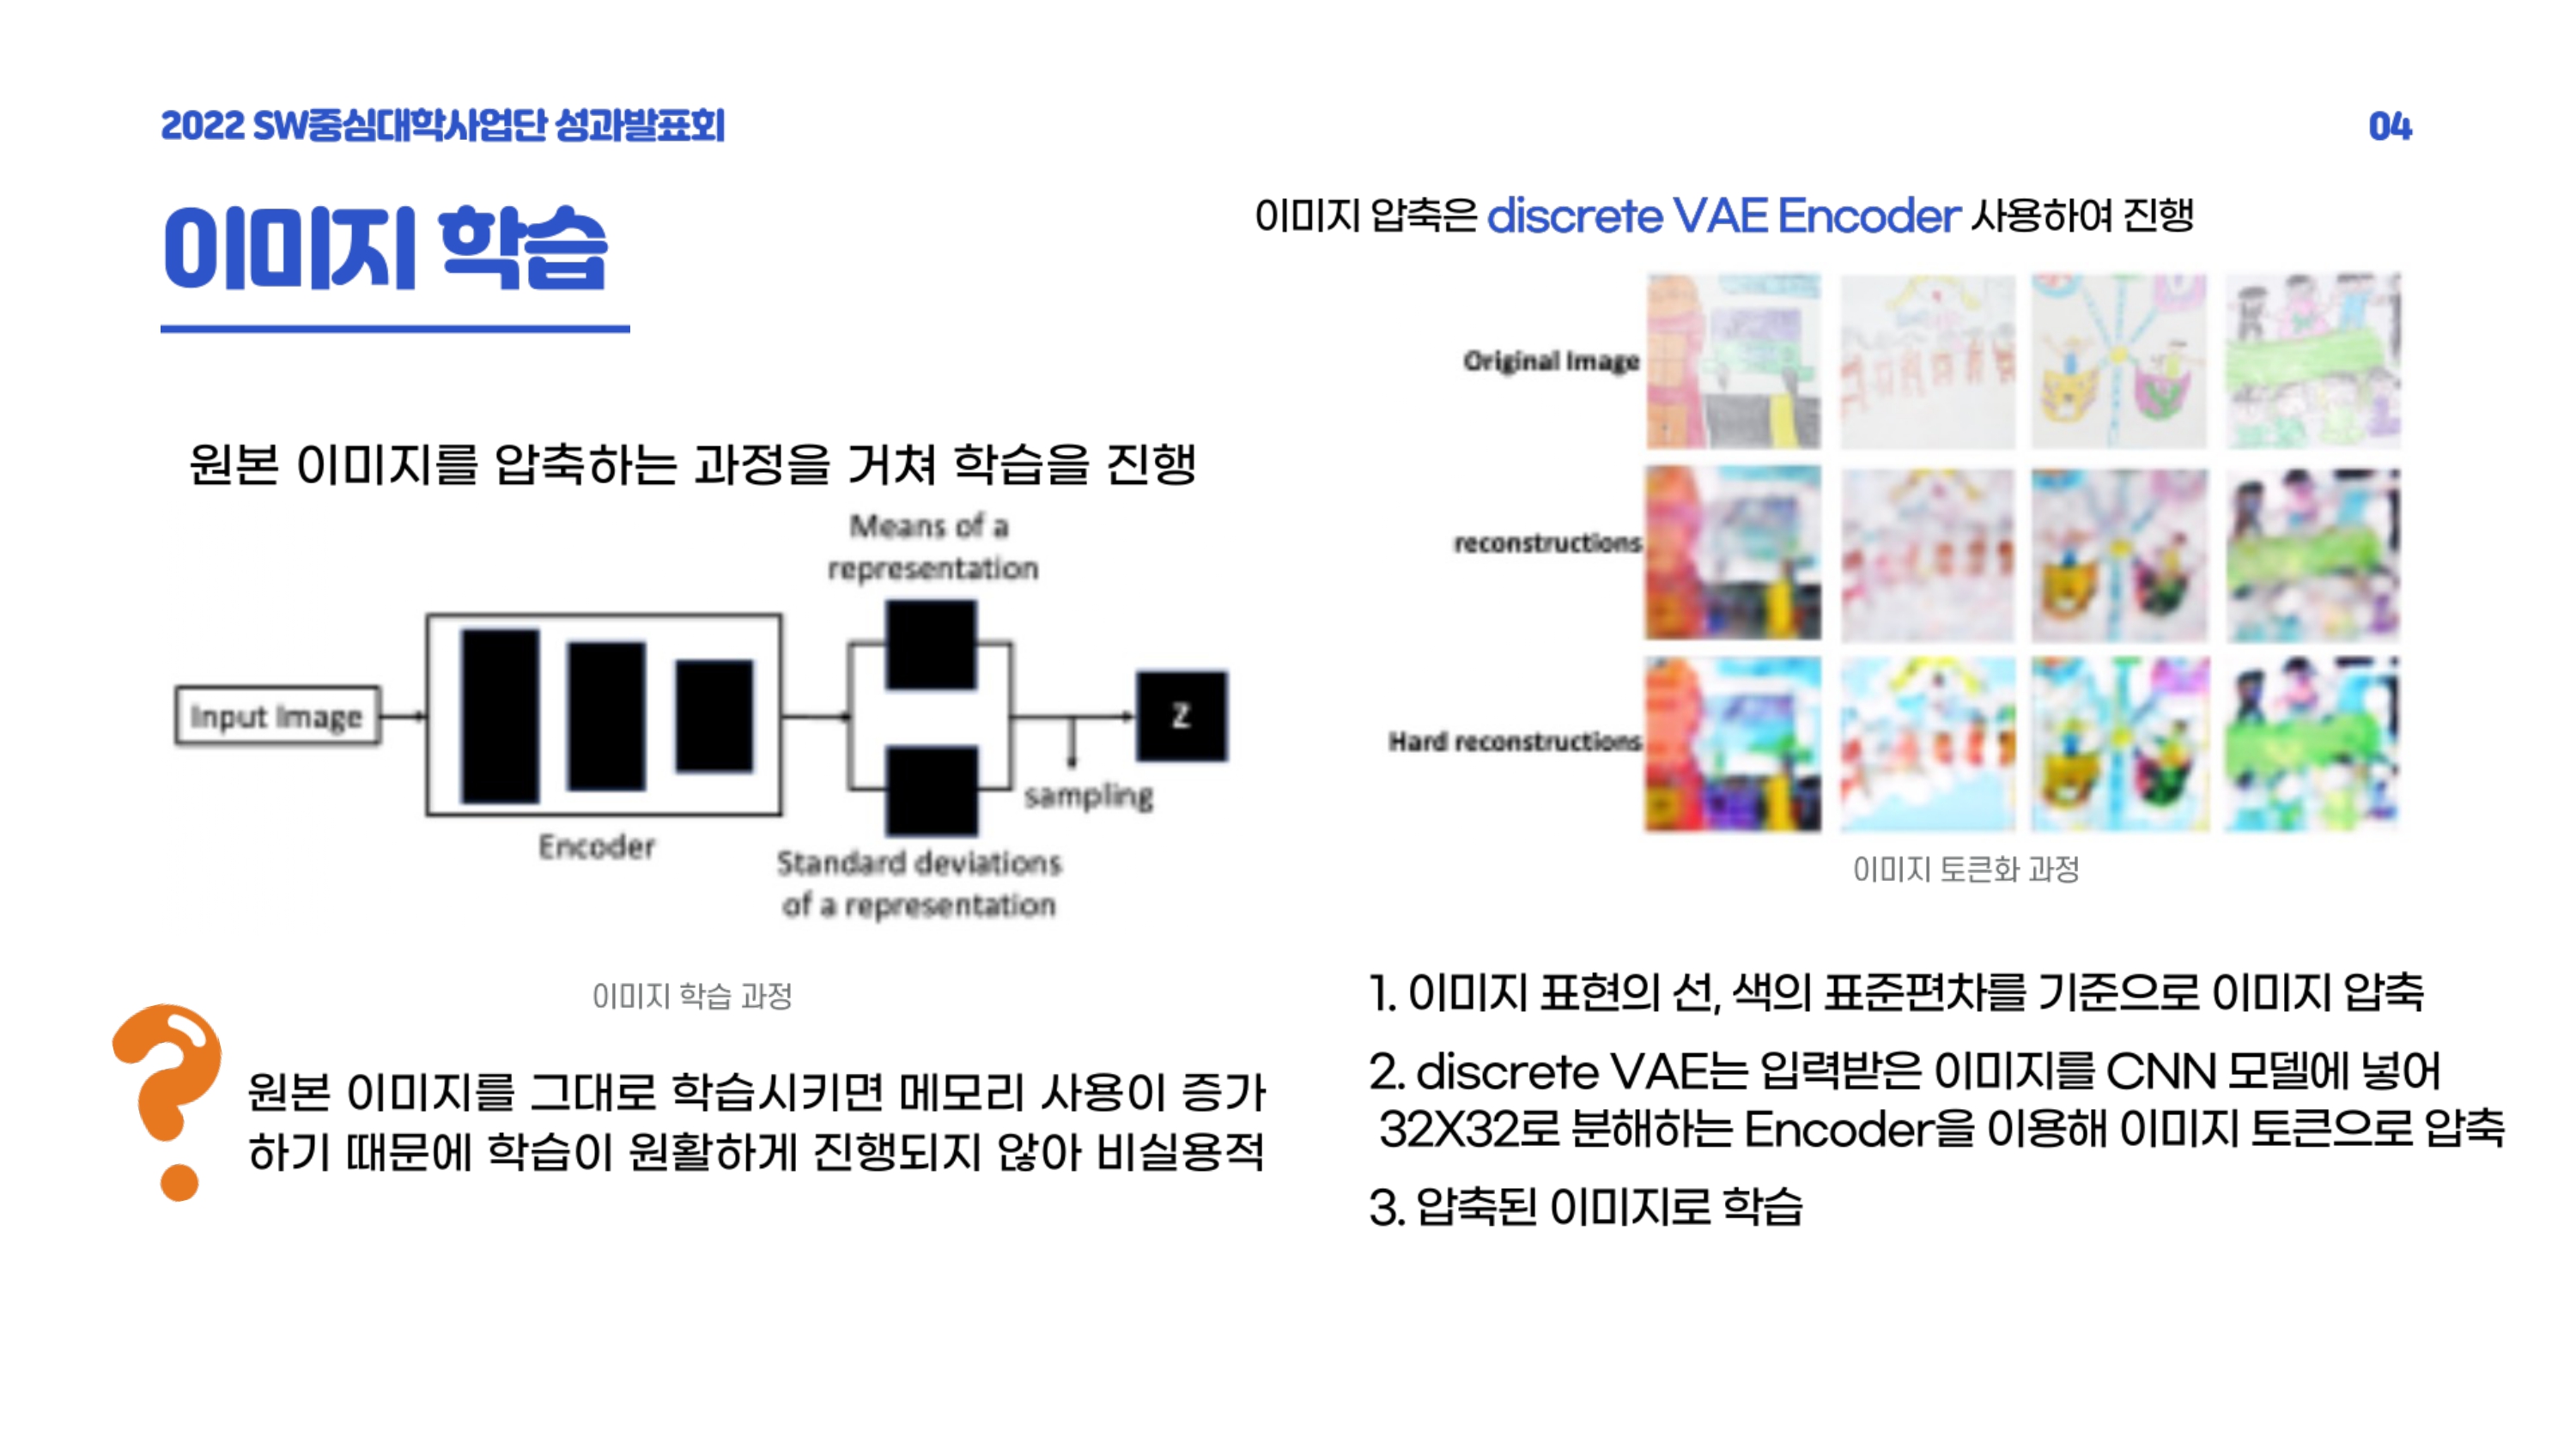 2022 SW중심대학사업단 성과발표회
04
이미지 학습
원본 이미지를 압축하는 과정을 거쳐 학습을 진행
Means of a
representation
Input Image
Z
sampling
Encoder
Standard deviations
of a representation
이미지 학습 과정
원본 이미지를 그대로 학습시키면 메모리 사용이 증가
하기 때문에 학습이 원활하게 진행되지 않아 비실용적
이미지 압축은 discrete VAE Encoder 사용하여 진행
Original Image
reconstructions
Hard reconstructions
이미지 토큰화 과정
1. 이미지 표현의 선, 색의 표준편차를 기준으로 이미지 압축
2. discrete VAE는 입력받은 이미지를 CNN 모델에 넣어
32X32로 분해하는 Encoder을 이용해 이미지 토큰으로 압축
3. 압축된 이미지로 학습